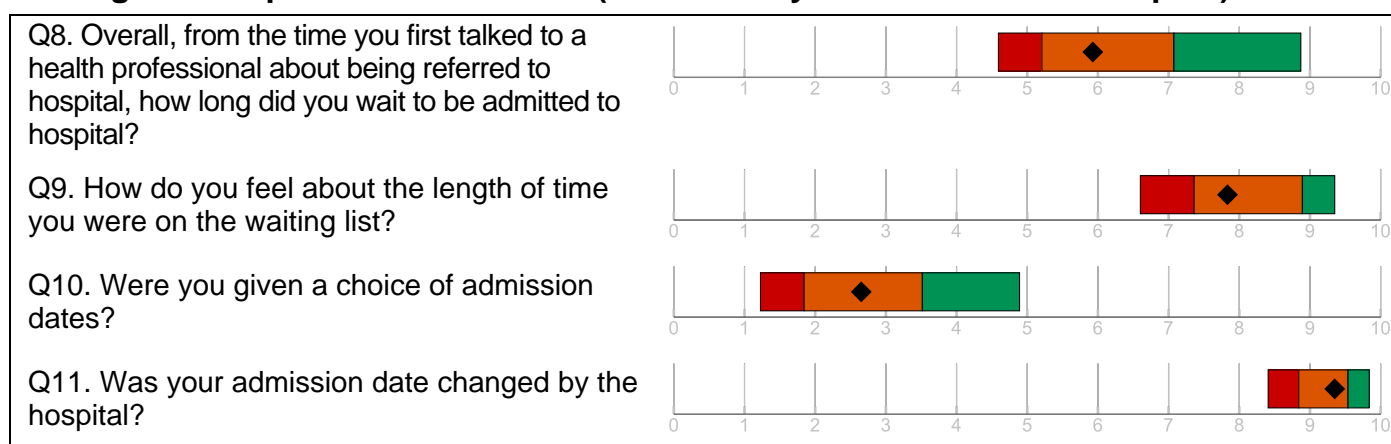 Q8. Overall, from the time you first talked to a
health professional about being referred to
hospital, how long did you wait to be admitted to
hospital?
0 1 2 3 4 5 6 7 8 9 10
Q9. How do you feel about the length of time
you were on the waiting list?
0 1 2 3 4 5 6 7 8 9 10
Q10. Were you given a choice of admission
dates?
0 1 2 3 4 5 6 7 8 9 10
Q11. Was your admission date changed by the
hospital?
0 1 2 3 4 5 6 7 8 9 10